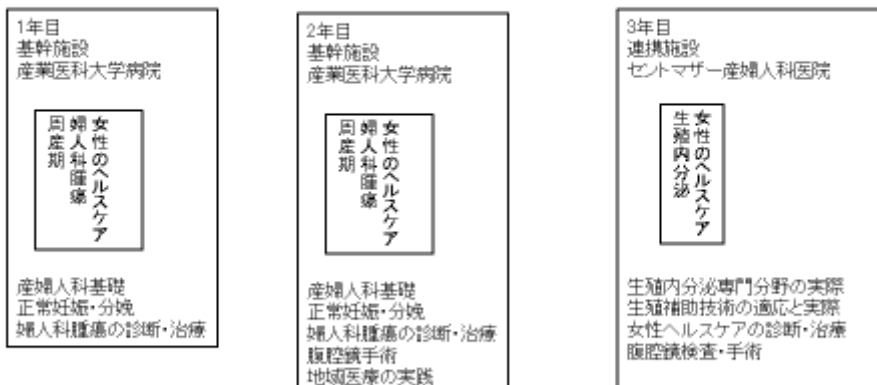 1年目
基幹施設
産業医科大学病院
女性のヘルスケア
婦人科腫瘍
周産期
産婦人科基礎
正常妊娠・分娩
婦人科腫瘍の診断・治療
2年目
基幹施設
産業医科大学病院
女性のヘルスケア
婦人科腫瘍
周産期
産婦人科基礎
正常妊娠・分娩
婦人科腫瘍の診断・治療
腹腔鏡手術
地域医療の実践
3年目
連携施設
セントマザー産婦人科医院
女性のヘルスケア
生殖内分泌
生殖内分泌専門分野の実際
生殖補助技術の適応と実際
女性ヘルスケアの診断・治療
腹腔鏡検査・手術